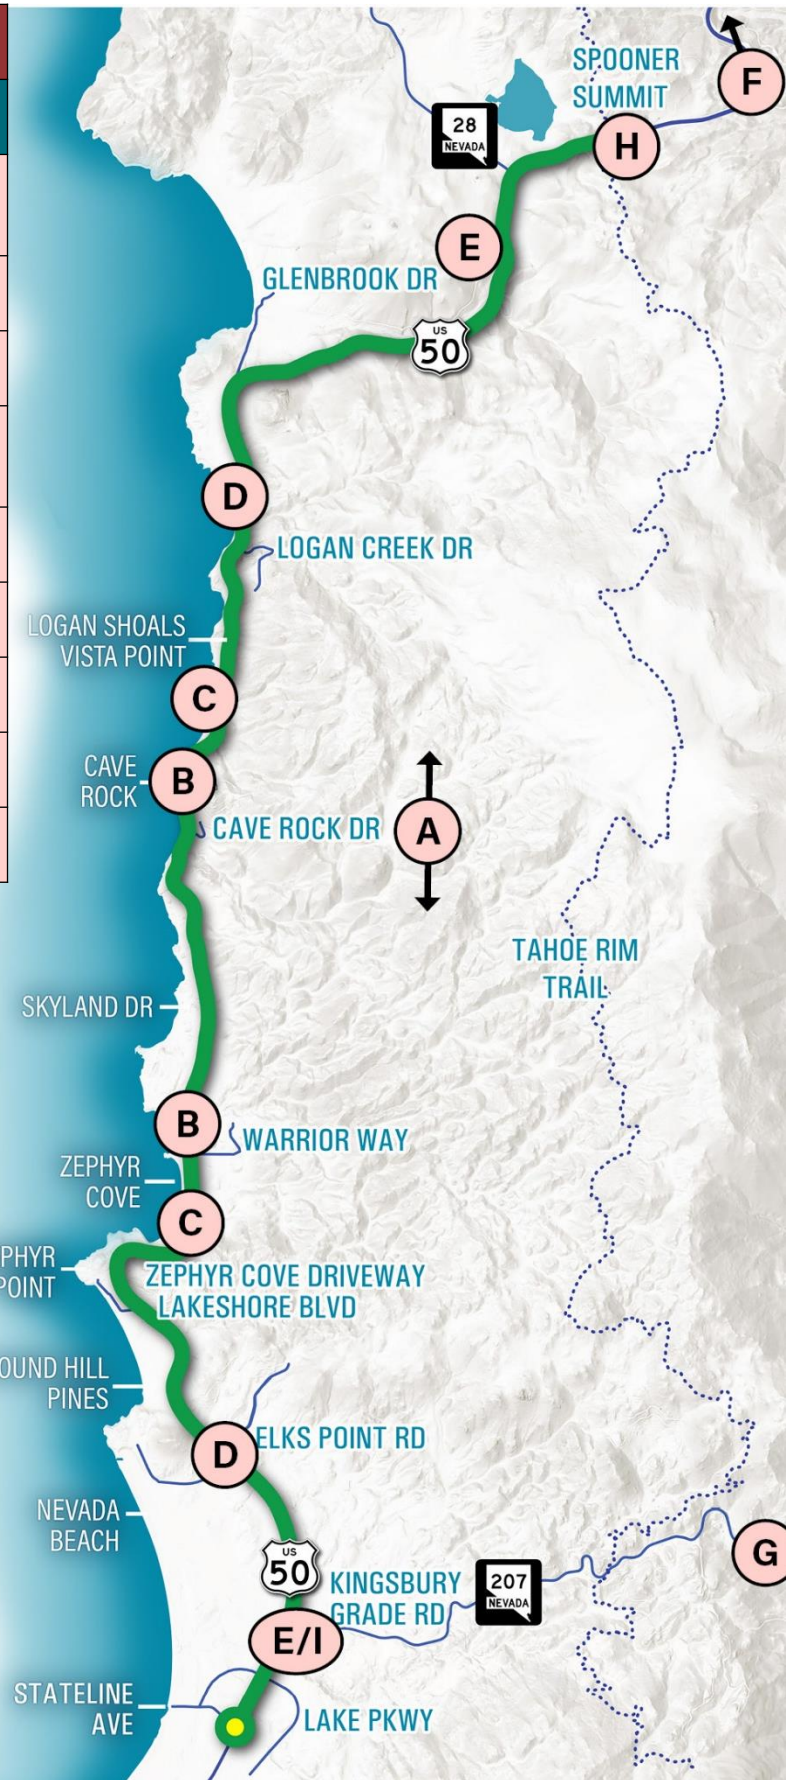 SPOONER
SUMMIT
F
28
NEVADA
H
E
GLENBROOK DR
US
50
D
LOGAN CREEK DR
LOGAN SHOALS
VISTA POINT
C
CAVE
ROCK
B
CAVE ROCK DR
A
TAHOE RIM
TRAIL
SKYLAND DR
B
WARRIOR WAY
ZEPHYR
COVE
C
PHYR
POINT
ZEPHYR COVE DRIVEWAY
LAKESHORE BLVD
OUND HILL
PINES
D
ELKS POINT RD
NEVADA
BEACH
US
50
G
KINGSBURY
GRADE RD
207
NEVADA
E/I
STATELINE
AVE
LAKE PKWY